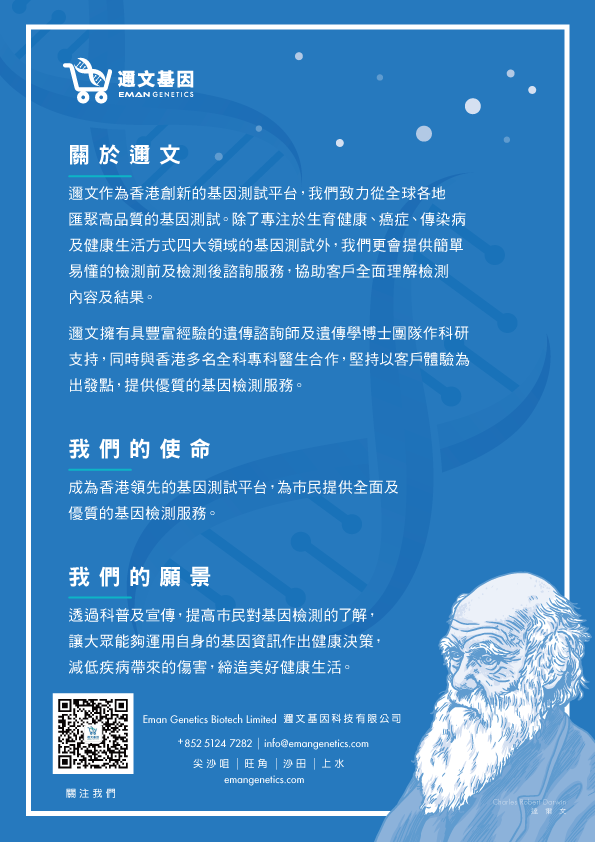 邇文基因
EMAN GENETICS
關於邇文
邇文作為香港創新的基因測試平台，我們致力從全球各地
匯聚高品質的基因測試。除了專注於生育健康、癌症、傳染病
及健康生活方式四大領域的基因測試外，我們更會提供簡單
易懂的檢測前及檢測後諮詢服務，協助客戶全面理解檢測
內容及結果。
邇文擁有具豐富經驗的遺傳諮詢師及遺傳學博士團隊作科研
支持，同時與香港多名全科專科醫生合作，堅持以客戶體驗為
出發點，提供優質的基因檢測服務。
我們的使命
成為香港領先的基因測試平台，為市民提供全面及
優質的基因檢測服務。
我們的願景
透過科普及宣傳，提高市民對基因檢測的了解，
讓大眾能夠運用自身的基因資訊作出健康決策，
減低疾病帶來的傷害，締造美好健康生活。
Eman Genetics Biotech Limited 邇文基因科技有限公司
+852 5124 7282 | info@emangenetics.com
尖沙咀 | 旺角 | 沙田 | 上水
emangenetics.com
關注我們
Charles Robert Darwin
達爾文